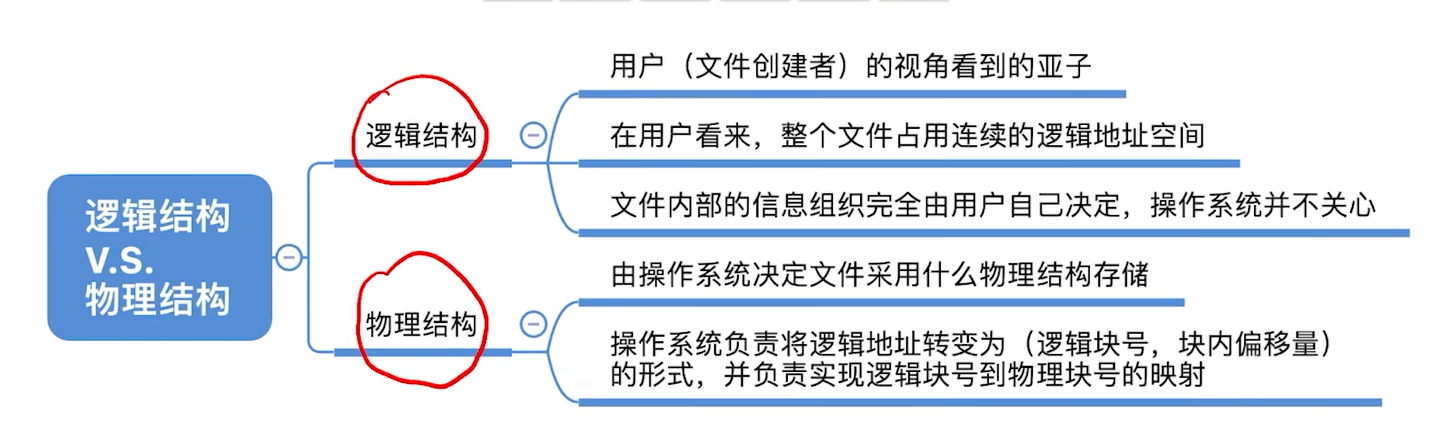 逻辑结构
V.S.
物理结构
逻辑结构
用户（文件创建者）的视角看到的亚子
在用户看来，整个文件占用连续的逻辑地址空间
文件内部的信息组织完全由用户自己决定，操作系统并不关心
物理结构
由操作系统决定文件采用什么物理结构存储
操作系统负责将逻辑地址转变为（逻辑块号，块内偏移量）
的形式，并负责实现逻辑块号到物理块号的映射